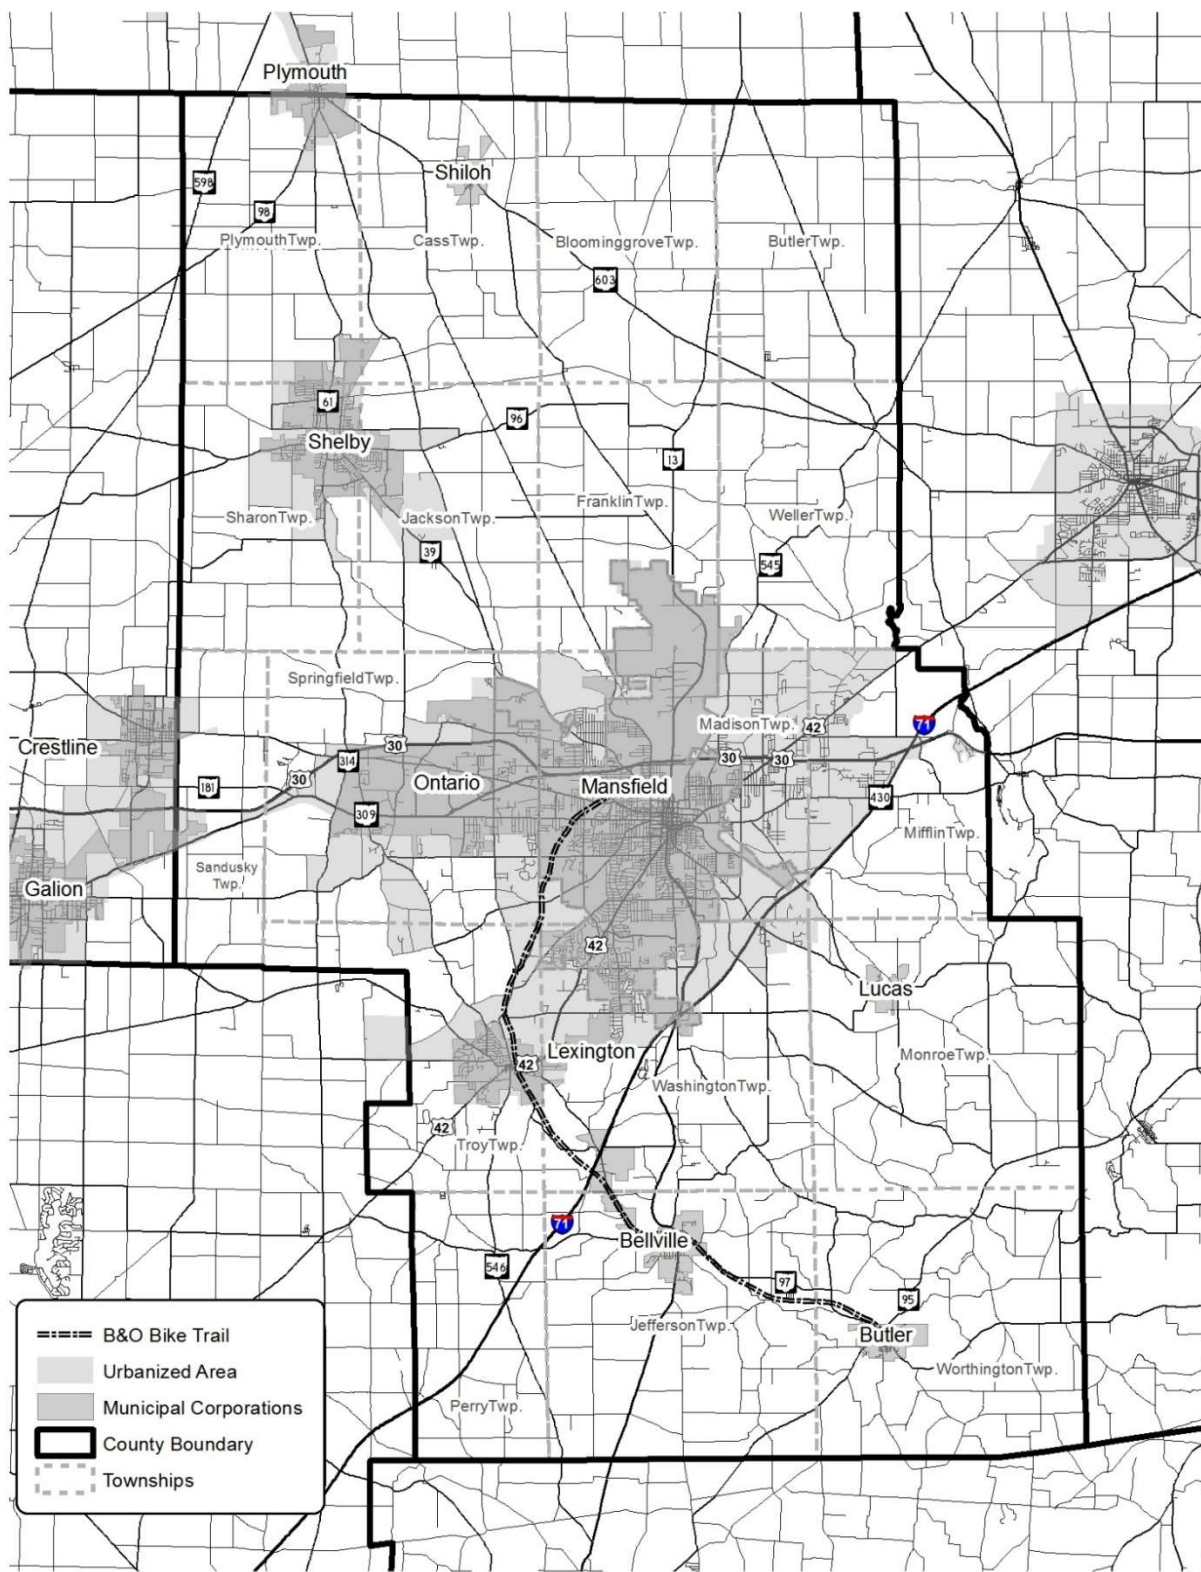 Plymouth
Shiloh
598
98
PlymouthTwp.
CassTwp.
BloominggroveTwp.
ButlerTwp.
603
61
96
Shelby
13
SharonTwp.
JacksonTwp.
FranklinTwp.
WellerTwp.
39
545
SpringfieldTwp.
MadisonTwp.
42
71
Crestline
30
314
30
30
30
181
Ontario
Mansfield
430
309
MifflinTwp.
Sandusky
Twp.
Galion
42
Lucas
Lexington
42
MonroeTwp.
WashingtonTwp.
42
TroyTwp.
71
Bellville
546
97
95
JeffersonTwp.
Butler
WorthingtonTwp.
PerryTwp.
B&O Bike Trail
Urbanized Area
Municipal Corporations
County Boundary
Townships